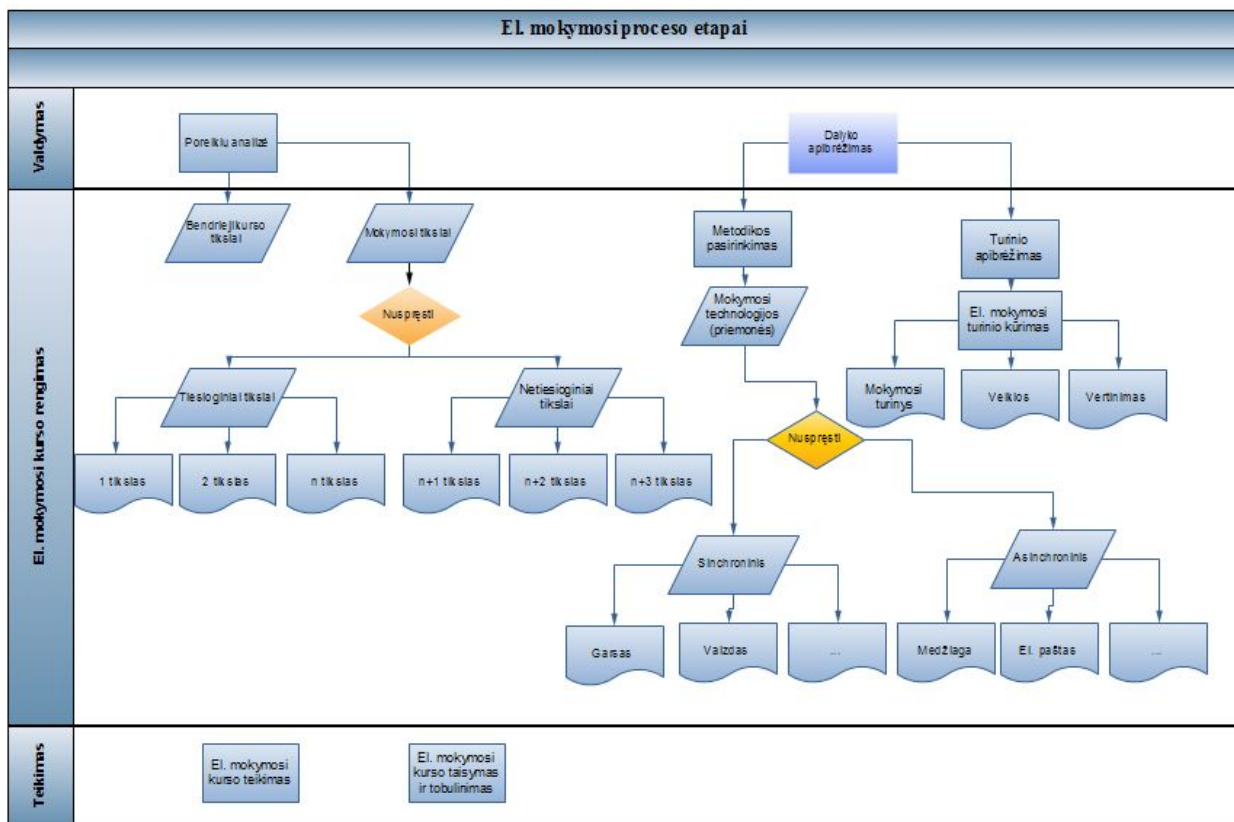 El. mokymosi proceso etapai
Valdymas
Poreikiu analizė
Dalyko
apibrėžimas
El. mokymosi kurso rengimas
Bendrieji kurso
tikslai
Mokymosi tikslai
Metodikos
pasirinkimas
Turinio
apibrėžimas
Nuspręsti
Mokymosi
technologijos
(priemonės)
El. mokymosi
turinio kūrimas
Tiesioginiai tikslai
Netiesioginiai
tikslai
Mokymosi
turinys
Veiklos
Vertinimas
Nuspręsti
1 tikslas
2 tikslas
n tikslas
n+1 tikslas
n+2 tikslas
n+3 tikslas
Sinchroninis
Asinchroninis
Garsas
Vaizdas
...
Medžiaga
El. paštas
...
Teikimas
El. mokymosi
kurso teikimas
El. mokymosi
kurso taisymas
ir tobulinimas